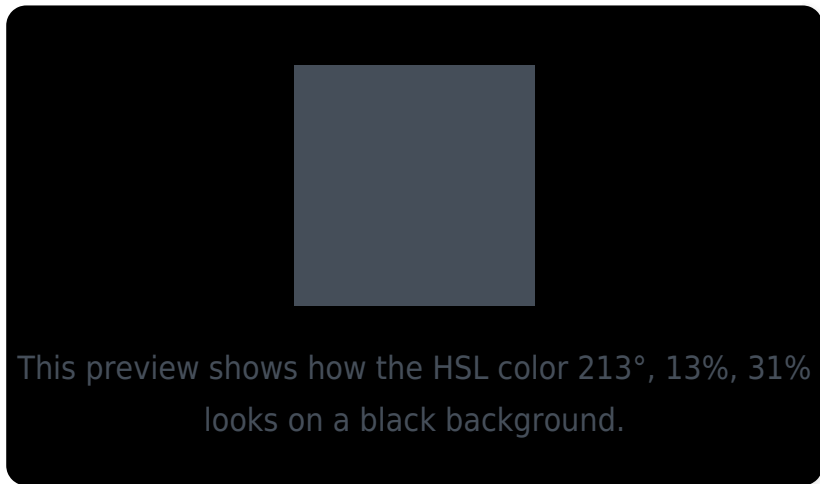 This preview shows how the HSL color 213°, 13%, 31%
looks on a black background.